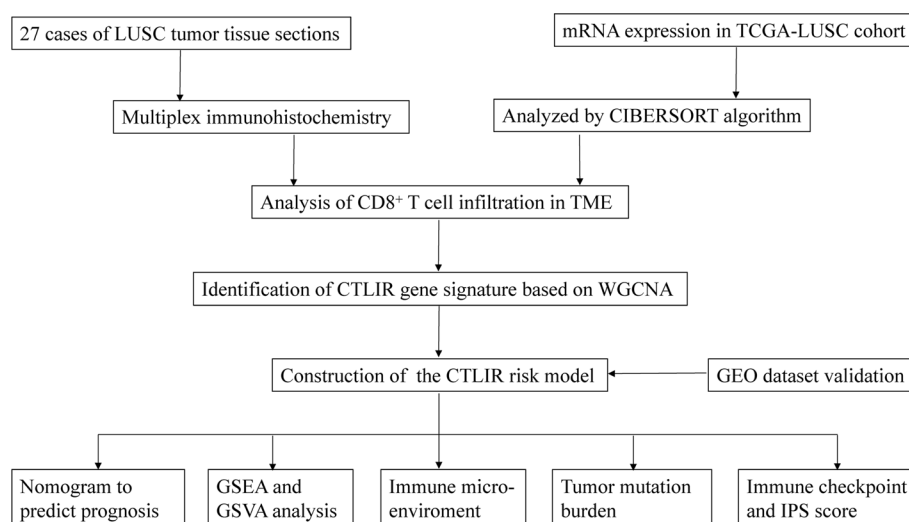 27 cases of LUSC tumor tissue sections
mRNA expression in TCGA-LUSC cohort
Multiplex immunohistochemistry
Analyzed by CIBERSORT algorithm
Analysis of CD8⁺ T cell infiltration in TME
Identification of CTLIR gene signature based on WGCNA
Construction of the CTLIR risk model
GEO dataset validation
Nomogram to
predict prognosis
GSEA and
GSVA analysis
Immune micro-
enviroment
Tumor mutation
burden
Immune checkpoint
and IPS score